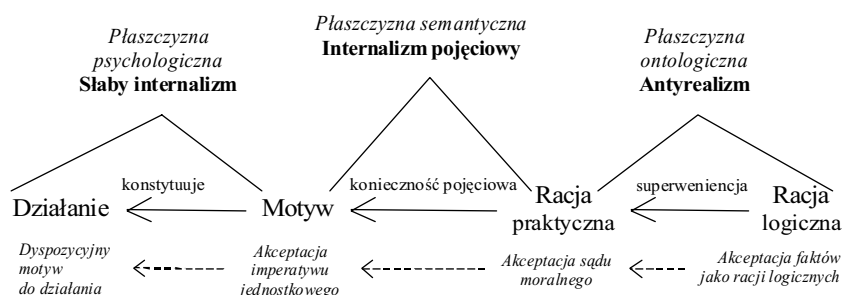 Płaszczyzna
psychologiczna
Słaby internalizm
Płaszczyzna semantyczna
Internalizm pojęciowy
Płaszczyzna
ontologiczna
Antyrealizm
konstytuuje
konieczność pojęciowa
superweniencja
Działanie
Motyw
Racja
praktyczna
Racja
logiczna
Dyspozycyjny
motyw
do działania
Akceptacja
imperatywu
jednostkowego
Akceptacja sądu
moralnego
Akceptacja faktów
jako racji logicznych